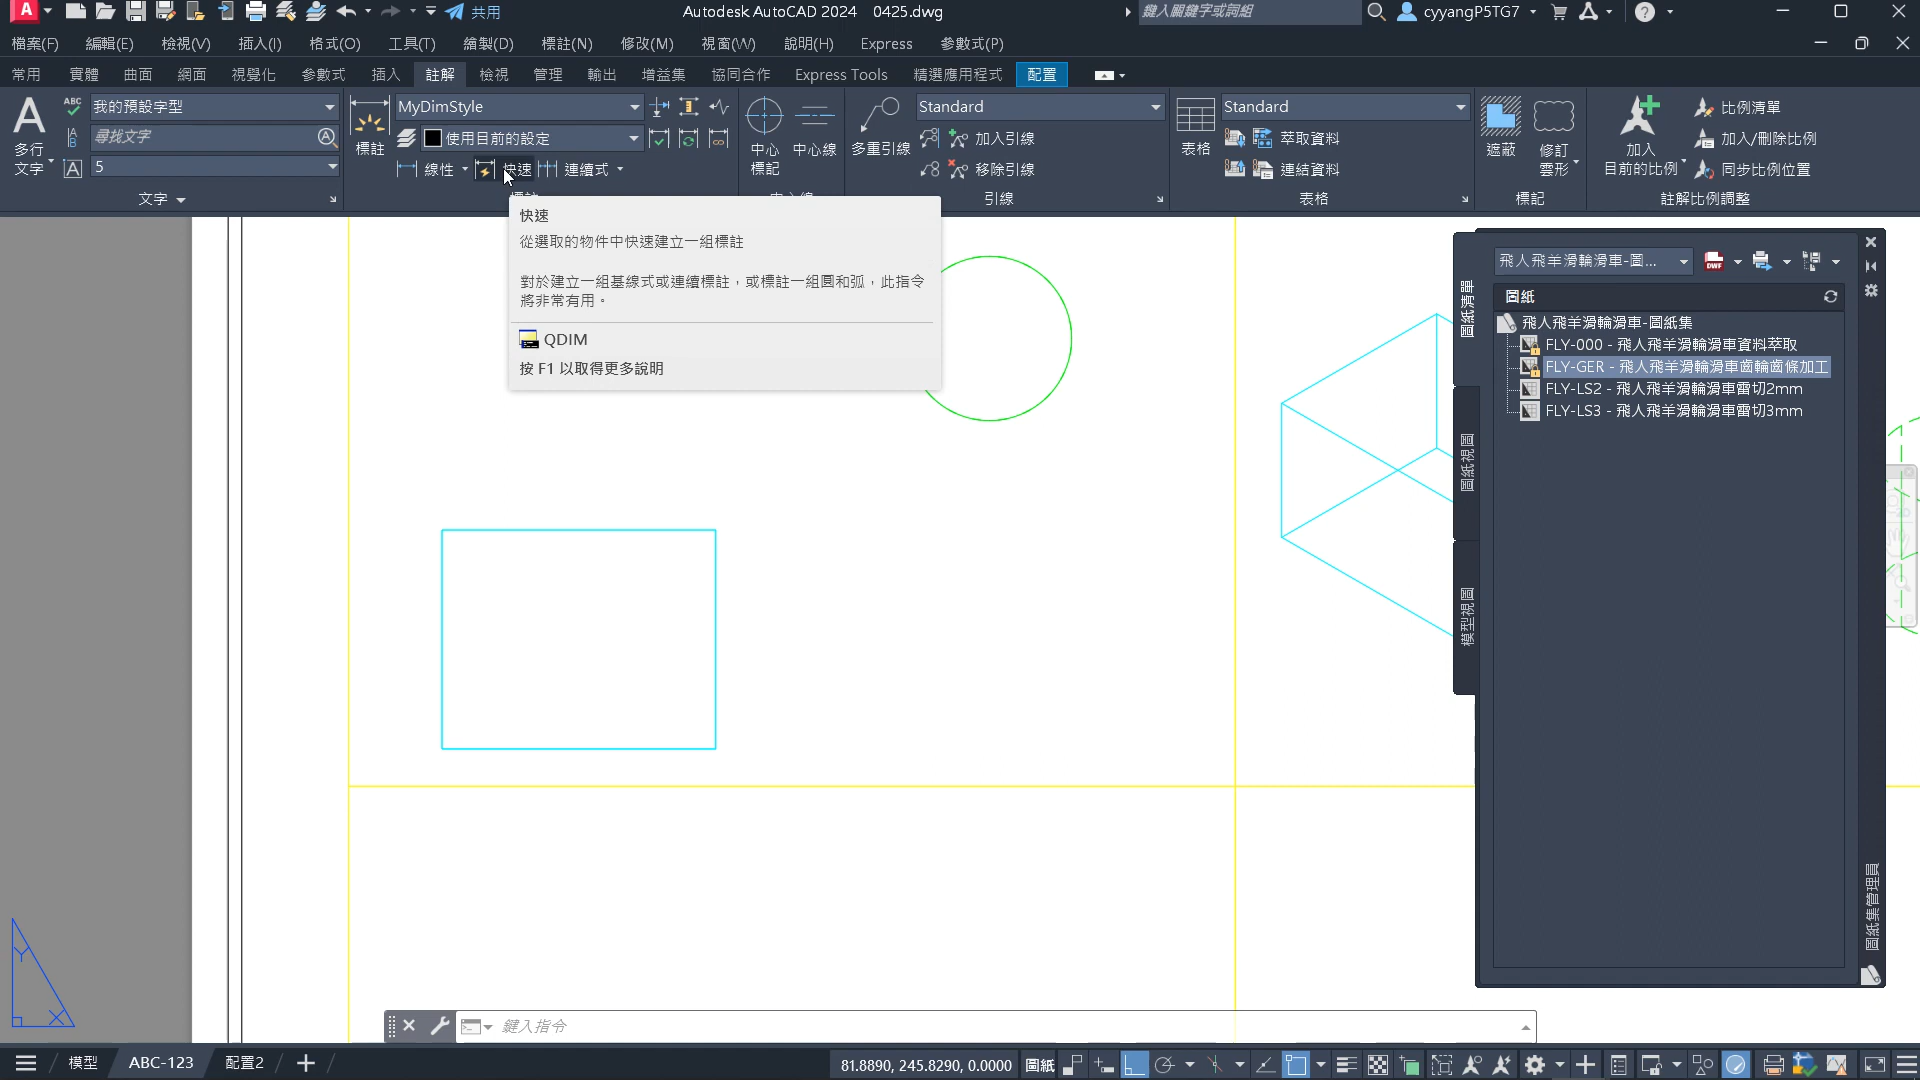 共用
Autodesk AutoCAD 2024 0425.dwg
鍵入關鍵字或詞組
cyyangP5TG7
檔案(F)
編輯(E)
檢視(V)
插入(I)
格式(O)
工具(T)
繪製(D)
標註(N)
修改(M)
視窗(W)
說明(H)
Express
參數式(P)
常用
實體
曲面
網面
視覺化
參數式
插入
註解
檢視
管理
輸出
增益集
協同合作
Express Tools
精選應用程式
配置
多行
文字
我的預設字型
尋找文字
5
文字
標註
MyDimStyle
使用目前的設定
線性
快速
連續式
中心
標記
中心線
多重引線
Standard
加入引線
移除引線
引線
表格
Standard
萃取資料
連結資料
表格
遮蔽
修訂
雲形
標記
加入
目前的比例
比例清單
加入/刪除比例
同步比例位置
註解比例調整
快速
從選取的物件中快速建立一組標註
對於建立一組基線式或連續標註，或標註一組圓和弧，此指令
將非常有用。
QDIM
按 F1 以取得更多說明
飛人飛羊滑輪滑車-圖...
圖紙
飛人飛羊滑輪滑車-圖紙集
FLY-000 - 飛人飛羊滑輪滑車資料萃取
FLY-GER - 飛人飛羊滑輪滑車齒輪齒條加工
FLY-LS2 - 飛人飛羊滑輪滑車雷切2mm
FLY-LS3 - 飛人飛羊滑輪滑車雷切3mm
圖紙清單
圖紙視圖
模型視圖
圖紙集管理員
Y
X
鍵入指令
模型
ABC-123
配置2
81.8890, 245.8290, 0.0000
圖紙